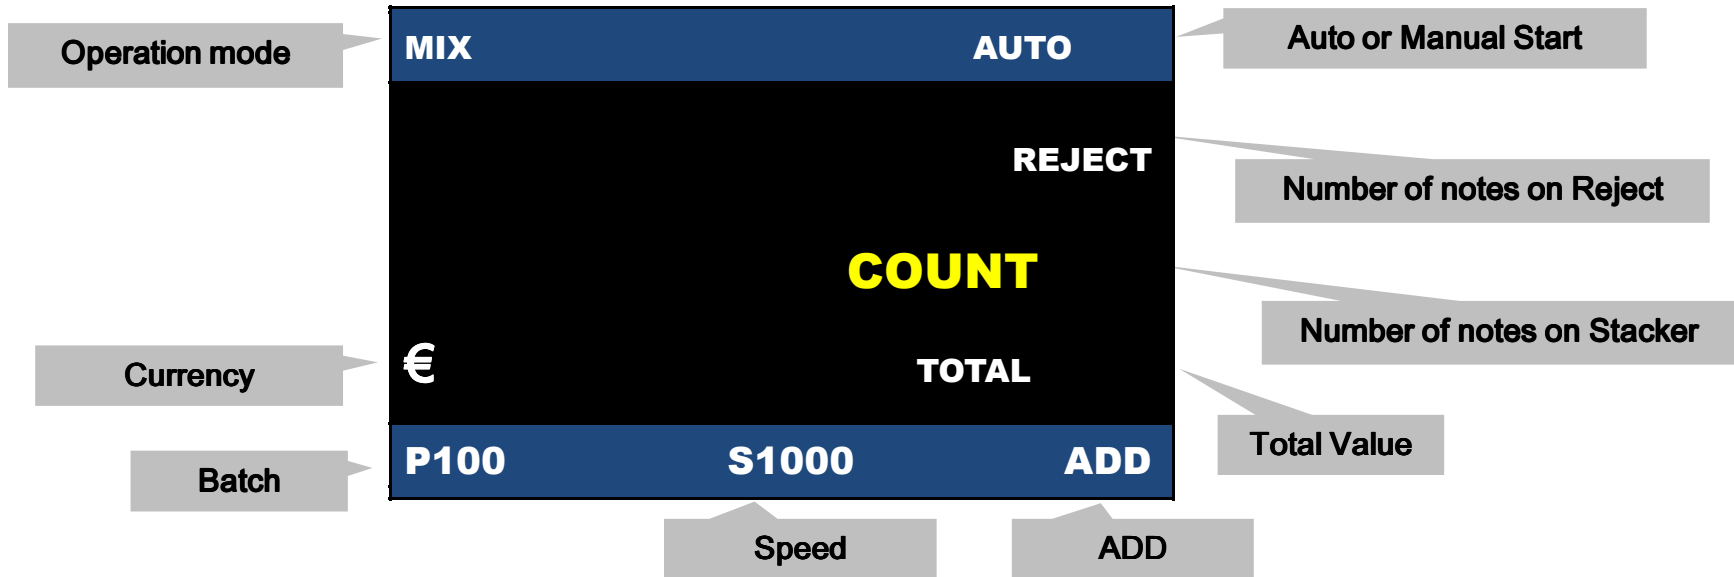 Operation mode
MIX
AUTO
Auto or Manual Start
REJECT
Number of notes on Reject
COUNT
Number of notes on Stacker
Currency
€
TOTAL
Total Value
Batch
P100
S1000
ADD
Speed
ADD